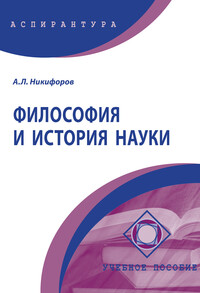 АСПИРАНТУРА
А.Л. Никифоров
ФИЛОСОФИЯ
И ИСТОРИЯ НАУКИ
УЧЕБНОЕ ПОСОБИЕ